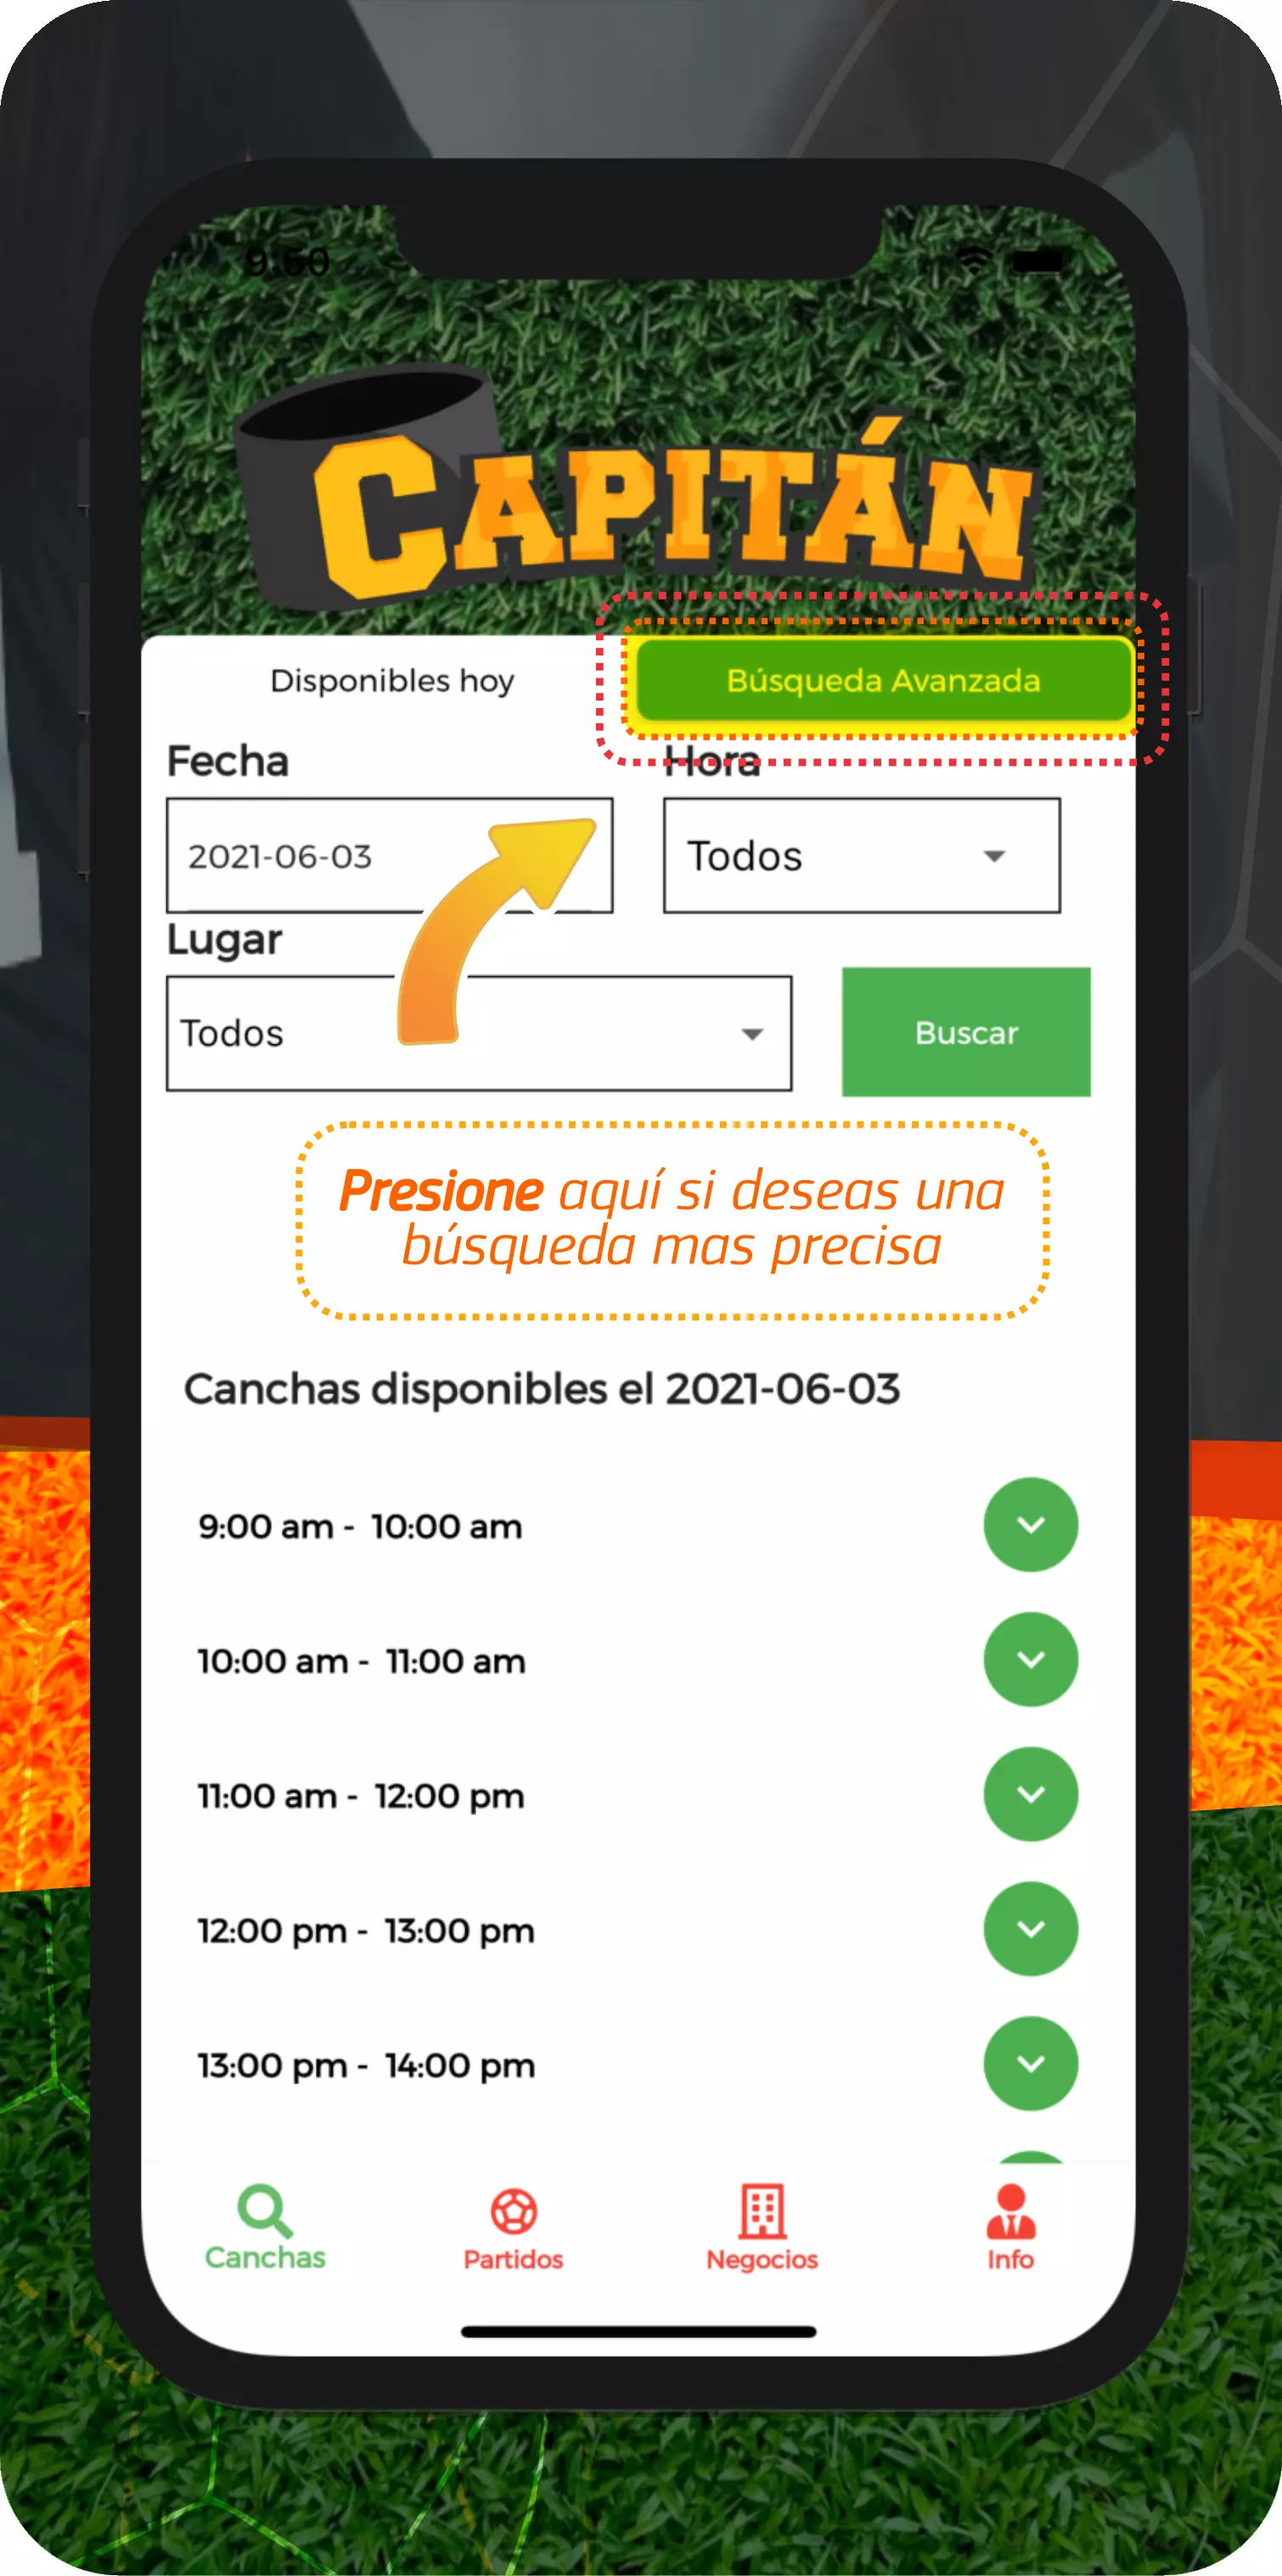 9:50
CAPITÁN
Disponibles hoy
Búsqueda Avanzada
Fecha
Hora
2021-06-03
Todos
Lugar
Todos
Buscar
Presione aquí si deseas una
búsqueda mas precisa
Canchas disponibles el 2021-06-03
9:00 am - 10:00 am
10:00 am - 11:00 am
11:00 am - 12:00 pm
12:00 pm - 13:00 pm
13:00 pm - 14:00 pm
Canchas
Partidos
Negocios
Info